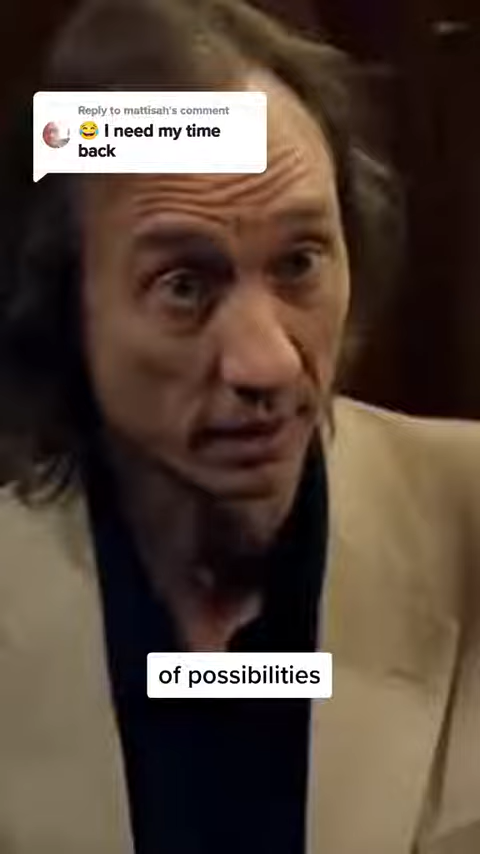 Reply to mattisah's comment
😂 I need my time
back
of possibilities